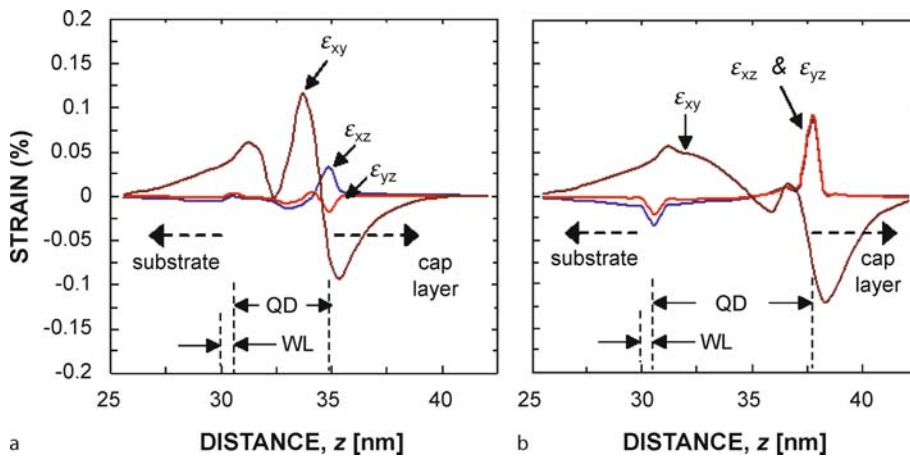 0.2
0.15
0.1
0.05
0
-0.05
-0.1
-0.15
-0.2
STRAIN (%)
εxy
εxz
εyz
substrate
cap
layer
QD
WL
25 30 35 40
a DISTANCE, z [nm]
εxz & εyz
εxy
substrate
cap
layer
QD
WL
25 30 35 40
b DISTANCE, z [nm]